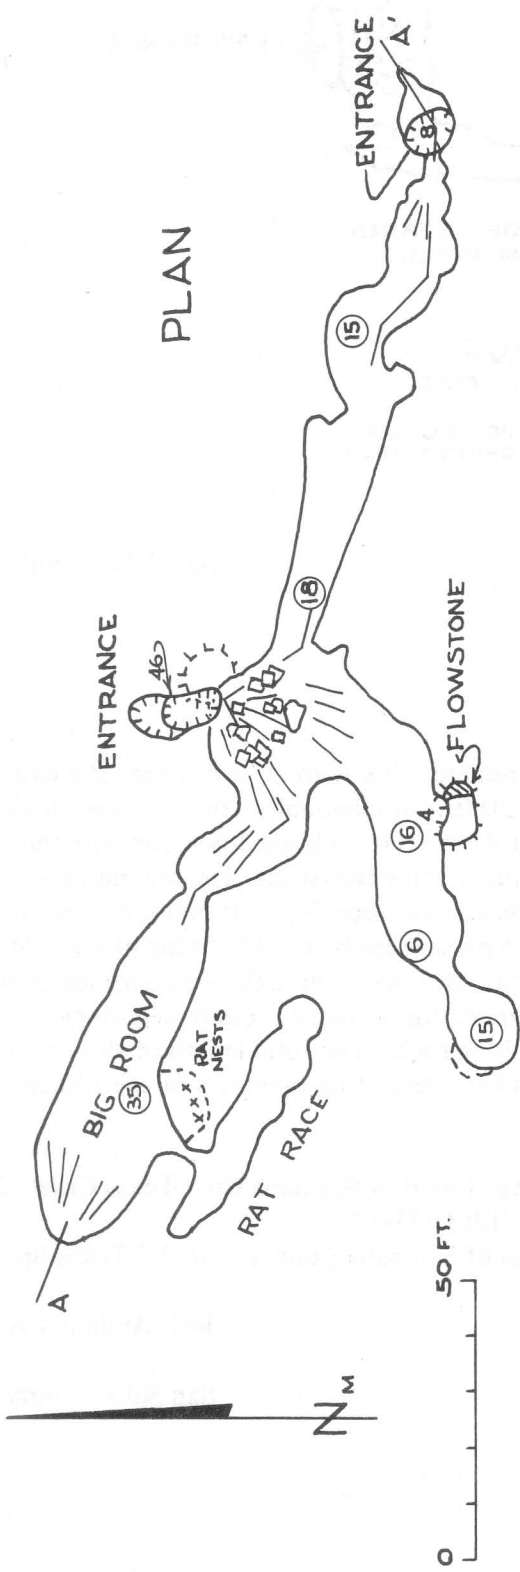 PLAN
ENTRANCE
A'
8
15
18
ENTRANCE
46
FLOWSTONE
4
16
6
15
BIG ROOM
35
RAT
NESTS
RAT RACE
A
N M
0
50 FT.